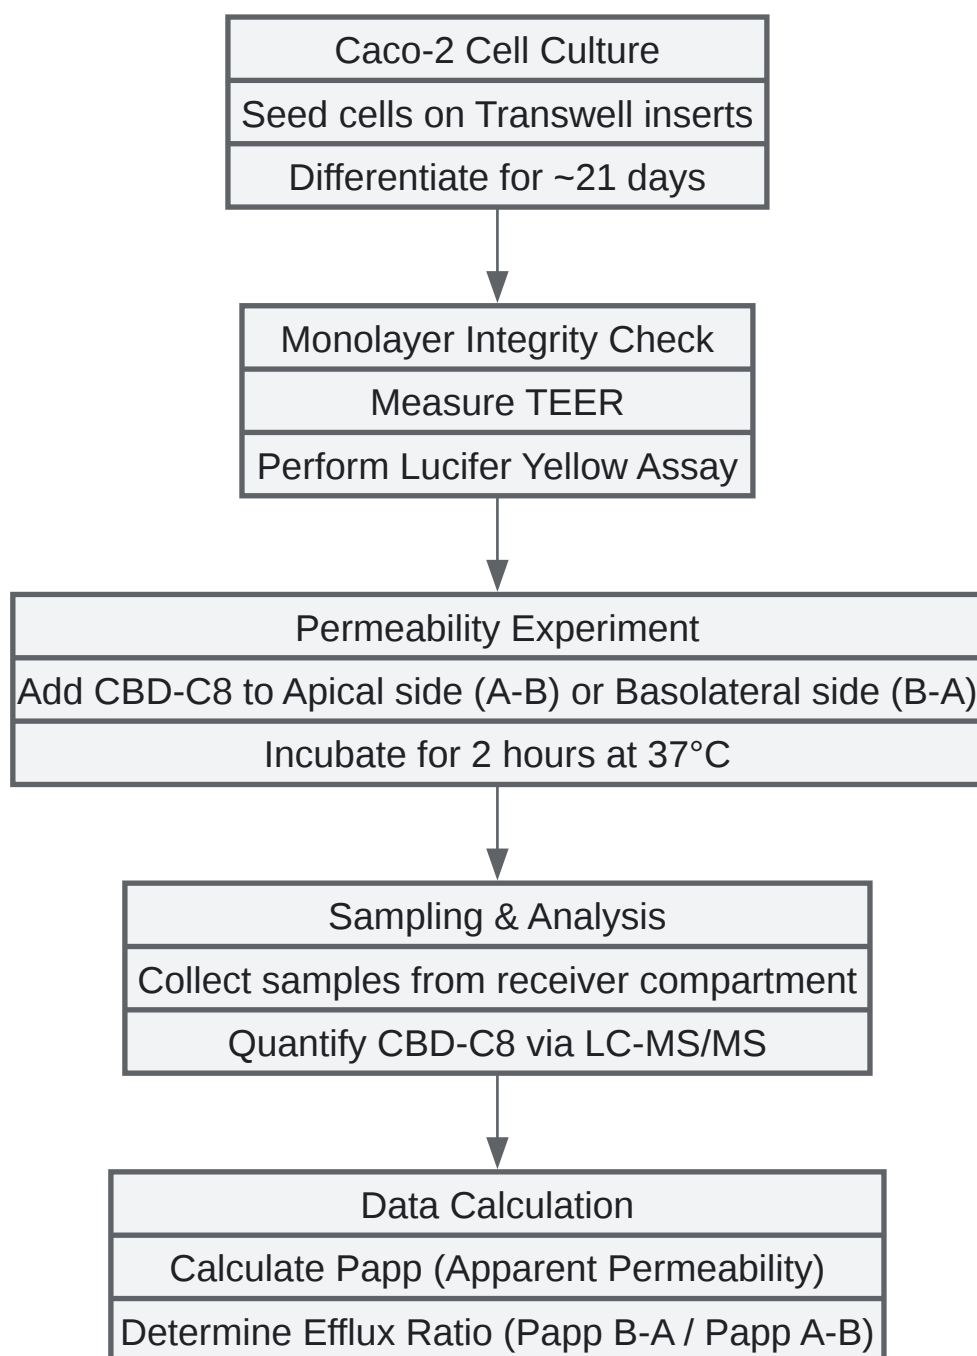 Caco-2 Cell Culture
Seed cells on Transwell inserts
Differentiate for ~21 days
Monolayer Integrity Check
Measure TEER
Perform Lucifer Yellow Assay
Permeability Experiment
Add CBD-C8 to Apical side (A-B) or Basolateral side (B-A)
Incubate for 2 hours at 37°C
Sampling & Analysis
Collect samples from receiver compartment
Quantify CBD-C8 via LC-MS/MS
Data Calculation
Calculate Papp (Apparent Permeability)
Determine Efflux Ratio (Papp B-A / Papp A-B)